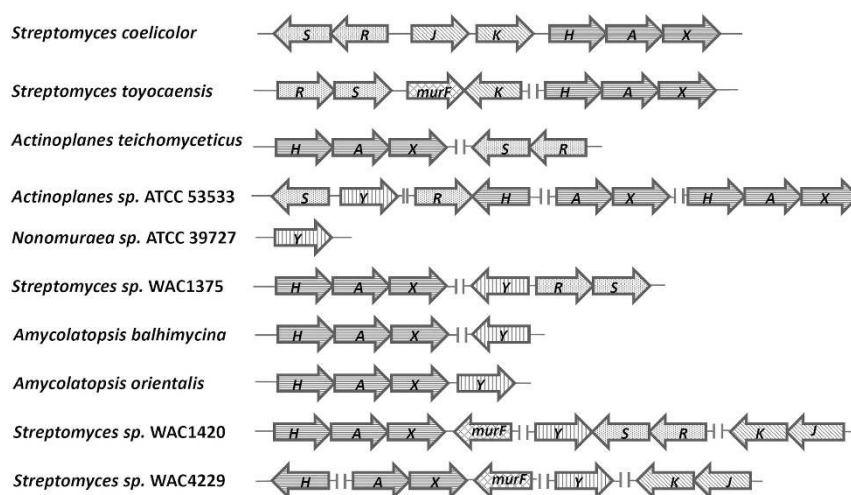 Streptomyces coelicolor S R J K H A X
Streptomyces toyocaensis R S murF K H A X
Actinoplanes teichomyceticus H A X S R
Actinoplanes sp. ATCC 53533 S Y R H A X H A X
Nonomuraea sp. ATCC 39727 Y
Streptomyces sp. WAC1375 H A X Y R S
Amycolatopsis balhimycina H A X Y
Amycolatopsis orientalis H A X Y
Streptomyces sp. WAC1420 H A X murF Y S R K J
Streptomyces sp. WAC4229 H A X murF Y K J